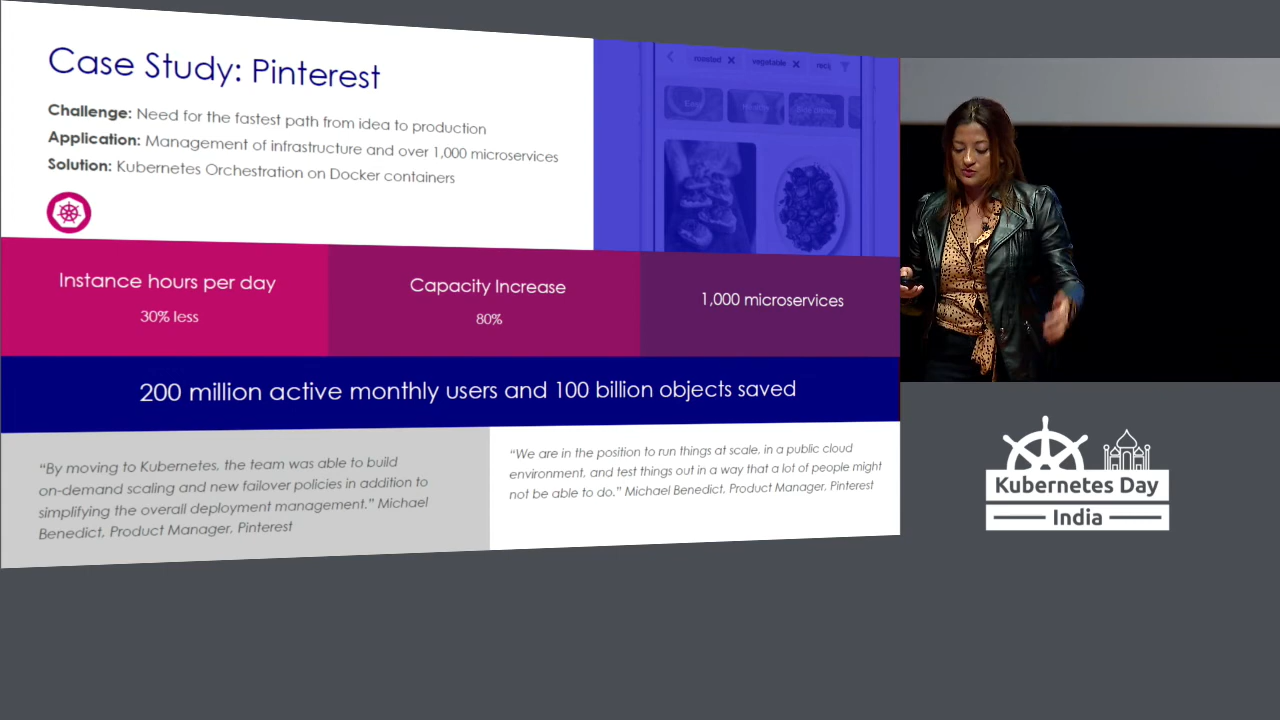 Case Study: Pinterest
Challenge: Need for the fastest path from idea to production
Application: Management of infrastructure and over 1,000 microservices
Solution: Kubernetes Orchestration on Docker containers
roasted X vegetable X
Instance hours per day
30% less
Capacity Increase
80%
1,000 microservices
200 million active monthly users and 100 billion objects saved
“By moving to Kubernetes, the team was able to build
on-demand scaling and new failover policies in addition to
simplifying the overall deployment management.” Michael
Benedict, Product Manager, Pinterest
“We are in the position to run things at scale, in a public cloud
environment, and test things out in a way that a lot of people might
not be able to do.” Michael Benedict, Product Manager, Pinterest
Kubernetes Day
India